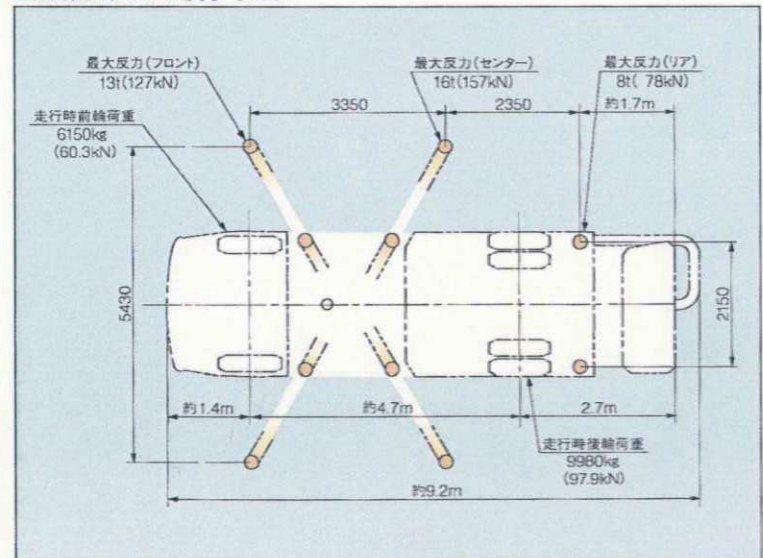 最大反力(フロント)
13t(127kN)
最大反力(センター)
16t(157kN)
最大反力(リア)
8t( 78kN)
3350
2350
約1.7m
走行時前輪荷重
6150kg
(60.3kN)
5430
2150
約1.4m
約4.7m
2.7m
走行時後輪荷重
9980kg
(97.9kN)
約9.2m